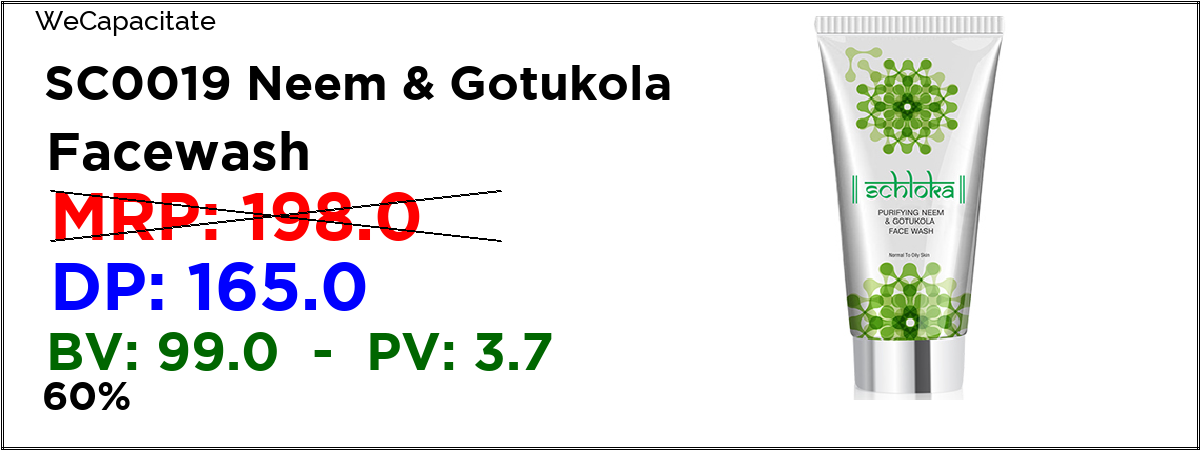 WeCapacitate
SC0019 Neem & Gotukola
Facewash
MRP: 198.0
DP: 165.0
BV: 99.0 - PV: 3.7
60%
schloka
PURIFYING NEEM
& GOTUKOLA
FACE WASH
Normal To Oily Skin